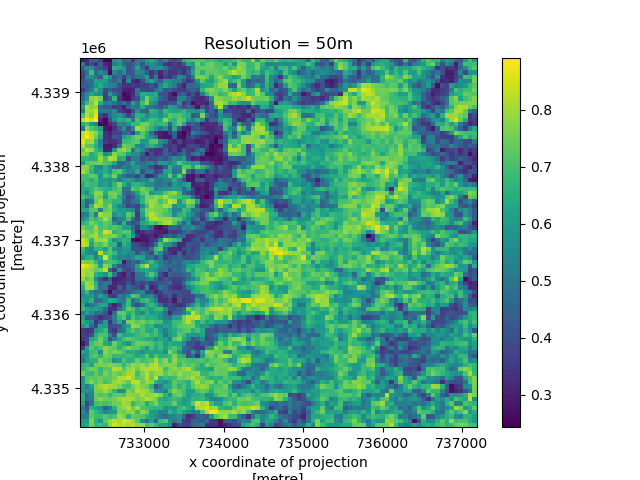 Resolution = 50m
1e6
4.339
4.338
4.337
4.336
4.335
y coordinate of projection
[metre]
733000 734000 735000 736000 737000
x coordinate of projection
[metre]
0.8
0.7
0.6
0.5
0.4
0.3